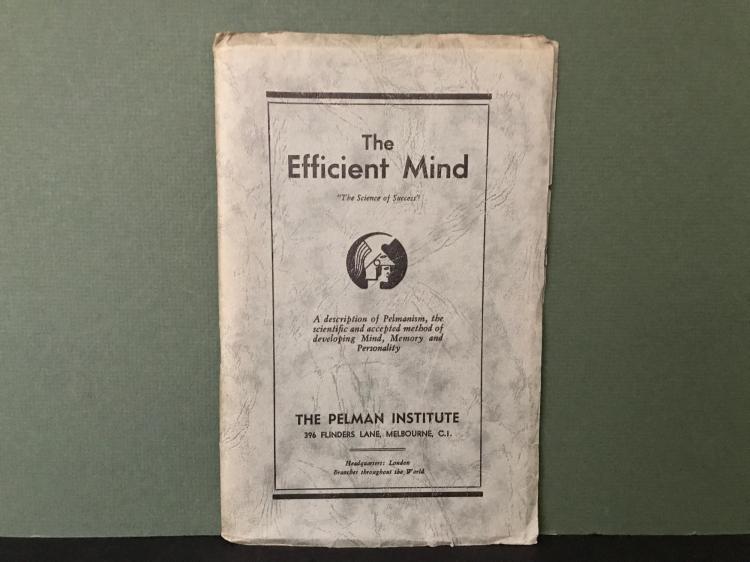 The
Efficient Mind
"The Science of Success"
A description of Pelmanism, the
scientific and accepted method of
developing Mind, Memory and
Personality
THE PELMAN INSTITUTE
396 FLINDERS LANE, MELBOURNE, C.1.
Headquarters: London
Branches throughout the World